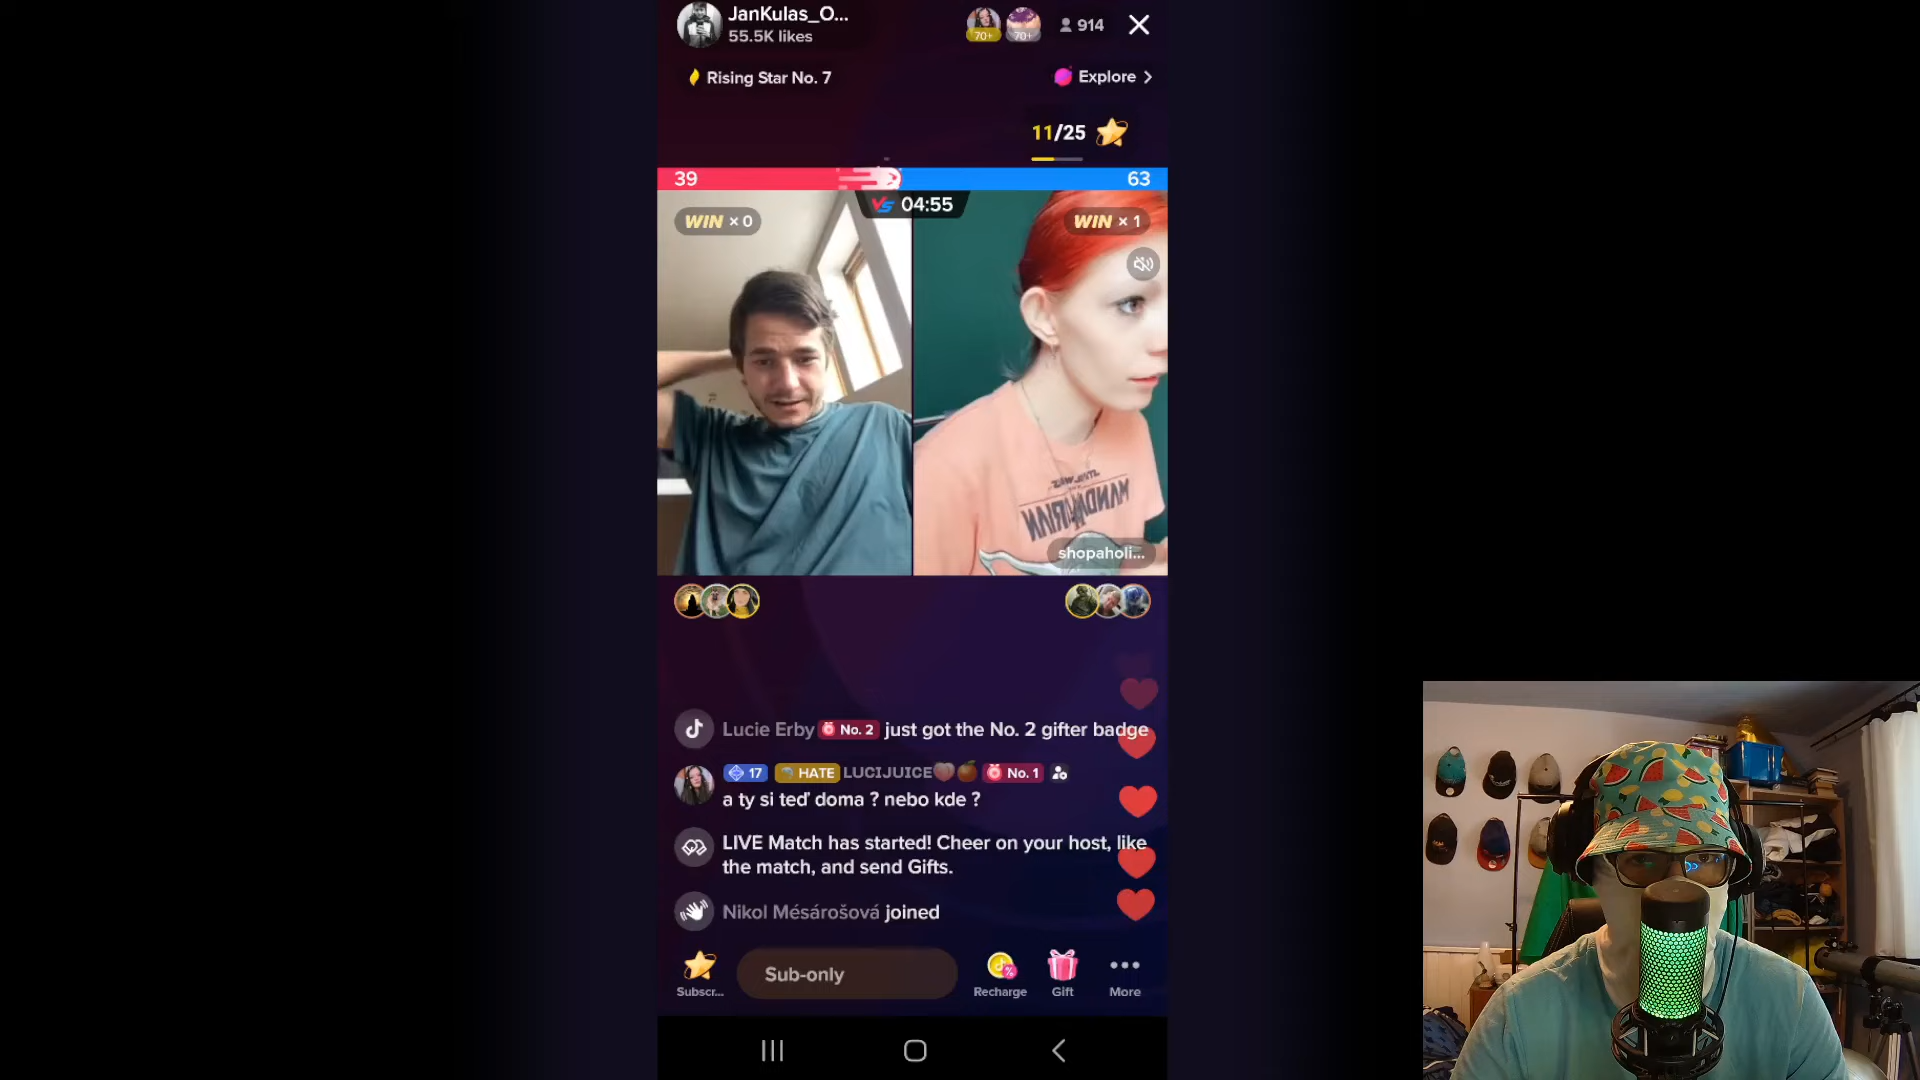 JanKulas_O...
55.5K likes
70+
70+
914
Rising Star No. 7
Explore
11/25
39
63
VS 04:55
WIN × 0
WIN × 1
shopaholi...
Lucie Erby No. 2 just got the No. 2 gifter badge
17 HATE LUCIJUICE🍑🍊 No. 1
a ty si teď doma ? nebo kde ?
LIVE Match has started! Cheer on your host, like
the match, and send Gifts.
Nikol Mésárošová joined
Subscr...
Sub-only
Recharge
Gift
More